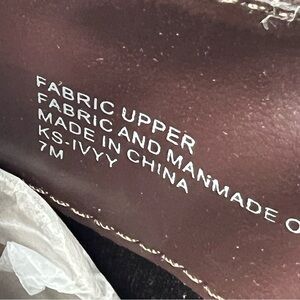 FABRIC UPPER
FABRIC AND MANMADE
MADE IN CHINA
KS-IVYY
7M